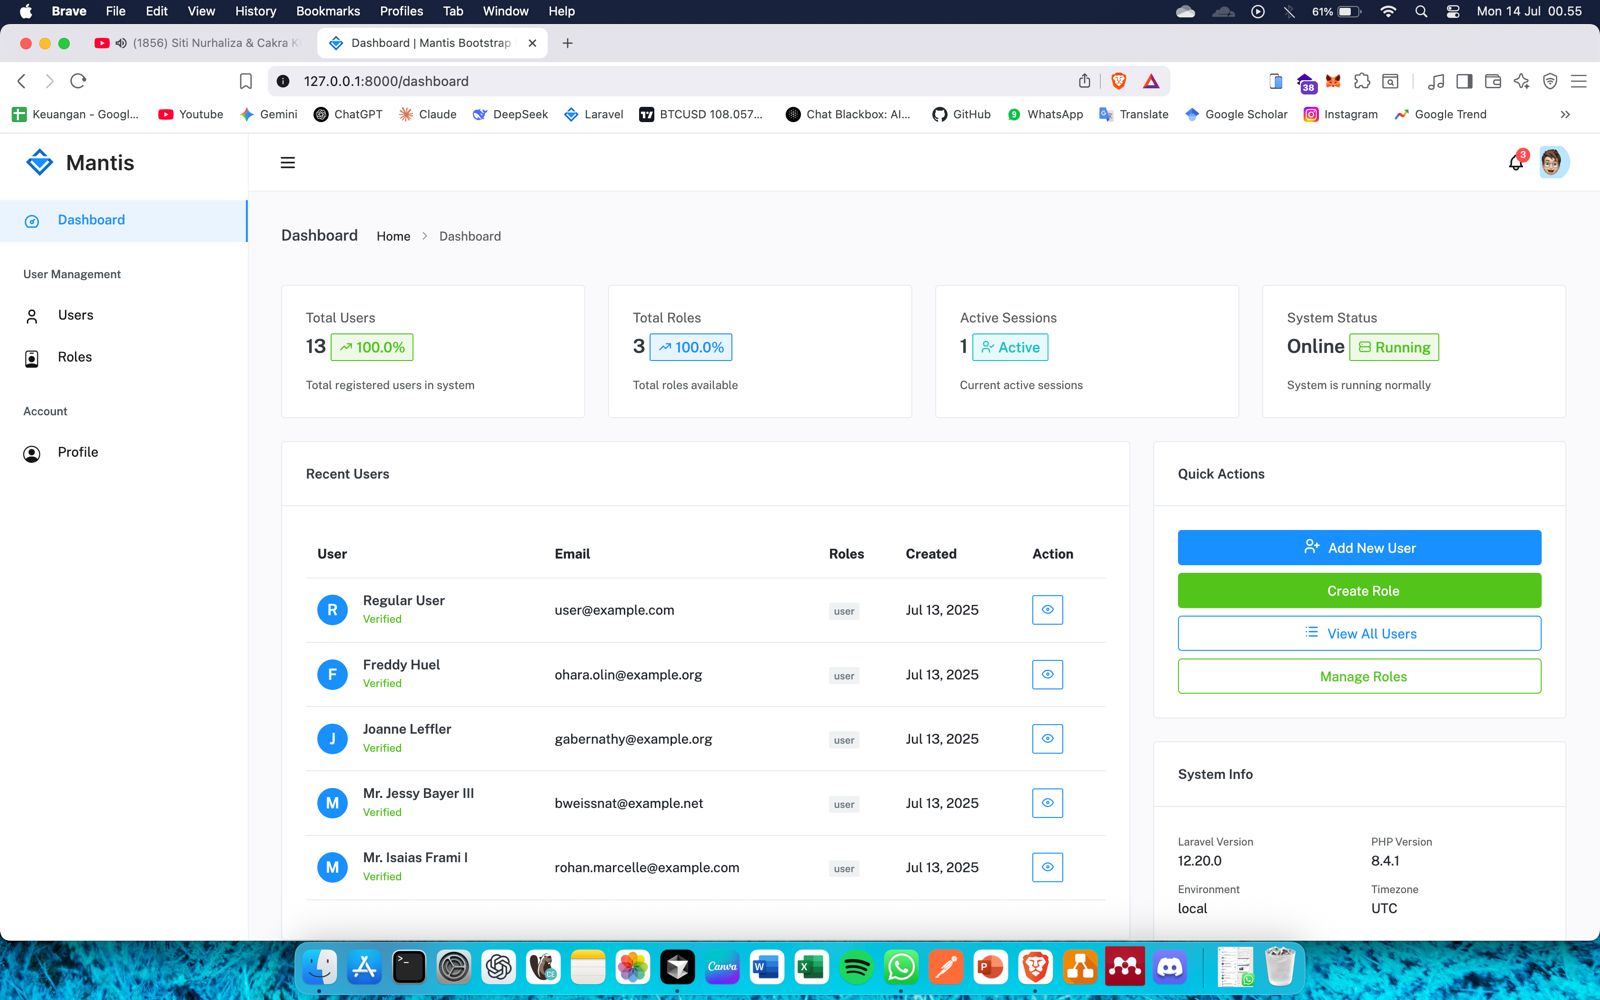 Brave File Edit View History Bookmarks Profiles Tab Window Help 61% Mon 14 Jul 00.55
(1856) Siti Nurhaliza & Cakra K Dashboard | Mantis Bootstrap
127.0.0.1:8000/dashboard 38
Keuangan - Googl... Youtube Gemini ChatGPT Claude DeepSeek Laravel BTCUSD 108.057... Chat Blackbox: AI... GitHub WhatsApp Translate Google Scholar Instagram Google Trend
Mantis
3
Dashboard
User Management
Users
Roles
Account
Profile
Dashboard Home > Dashboard
Total Users
13 100.0%
Total registered users in system
Total Roles
3 100.0%
Total roles available
Active Sessions
1 Active
Current active sessions
System Status
Online Running
System is running normally
Recent Users
User Email Roles Created Action
R Regular User user@example.com user Jul 13, 2025
Verified
F Freddy Huel ohara.olin@example.org user Jul 13, 2025
Verified
J Joanne Leffler gabernathy@example.org user Jul 13, 2025
Verified
M Mr. Jessy Bayer III bweissnat@example.net user Jul 13, 2025
Verified
M Mr. Isaias Frami I rohan.marcelle@example.com user Jul 13, 2025
Verified
Quick Actions
Add New User
Create Role
View All Users
Manage Roles
System Info
Laravel Version PHP Version
12.20.0 8.4.1
Environment Timezone
local UTC
Canva